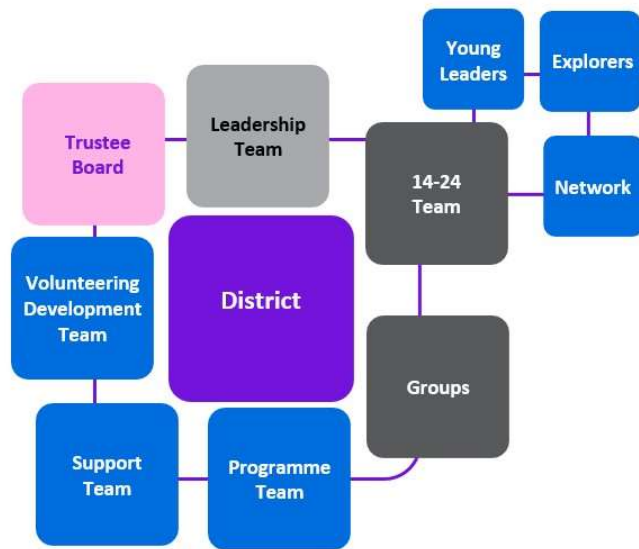 Young
Leaders
Explorers
Trustee
Board
Leadership
Team
14-24
Team
Network
Volunteering
Development
Team
District
Groups
Support
Team
Programme
Team